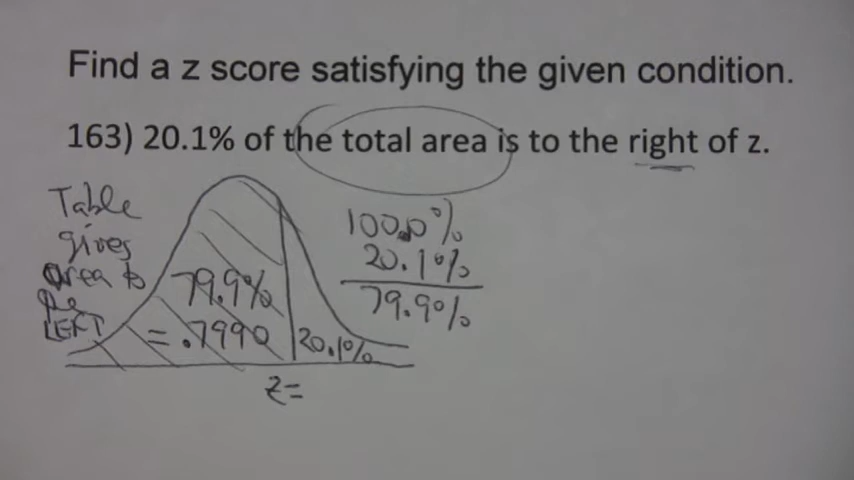 Find a z score satisfying the given condition.
163) 20.1% of the total area is to the right of z.
Table
gives
area to
the
LEFT
79.9%
= .7990
20.1%
z=
100.0%
20.1%
79.9%